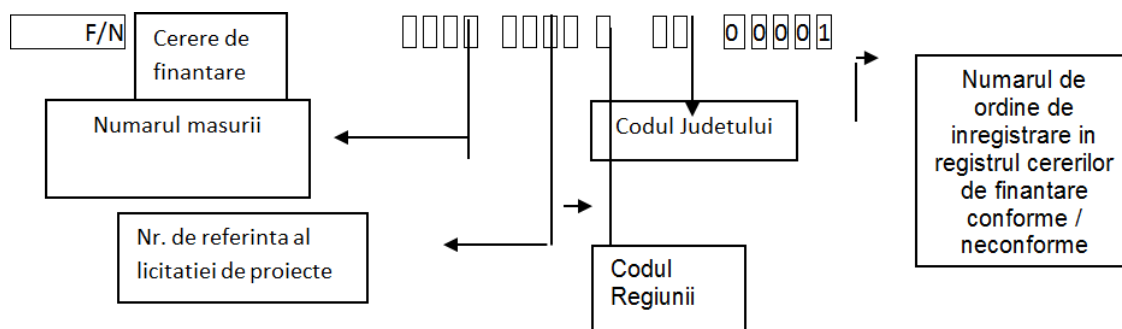 F/N
Cerere de
finantare
0 0 0 0 1
Numarul masurii
Codul Judetului
Numarul de
ordine de
inregistrare in
registrul cererilor
de finantare
conforme /
neconforme
Nr. de referinta al
licitatiei de proiecte
Codul
Regiunii